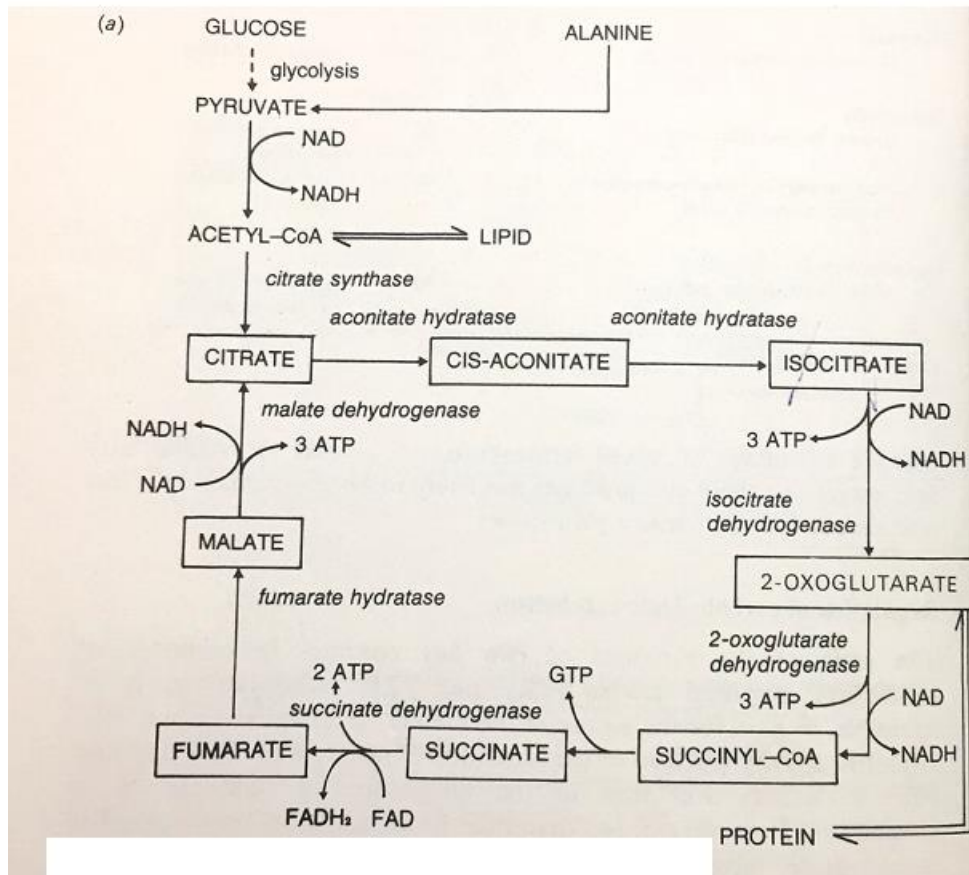 (a)
GLUCOSE
ALANINE
glycolysis
PYRUVATE
NAD
NADH
ACETYL–CoA
LIPID
citrate synthase
aconitate hydratase
aconitate hydratase
CITRATE
CIS-ACONITATE
ISOCITRATE
malate dehydrogenase
NADH
3 ATP
NAD
3 ATP
NAD
NADH
isocitrate
dehydrogenase
MALATE
2-OXOGLUTARATE
fumarate hydratase
2-oxoglutarate
dehydrogenase
2 ATP
GTP
3 ATP
NAD
succinate dehydrogenase
FUMARATE
SUCCINATE
SUCCINYL–CoA
NADH
FADH₂
FAD
PROTEIN